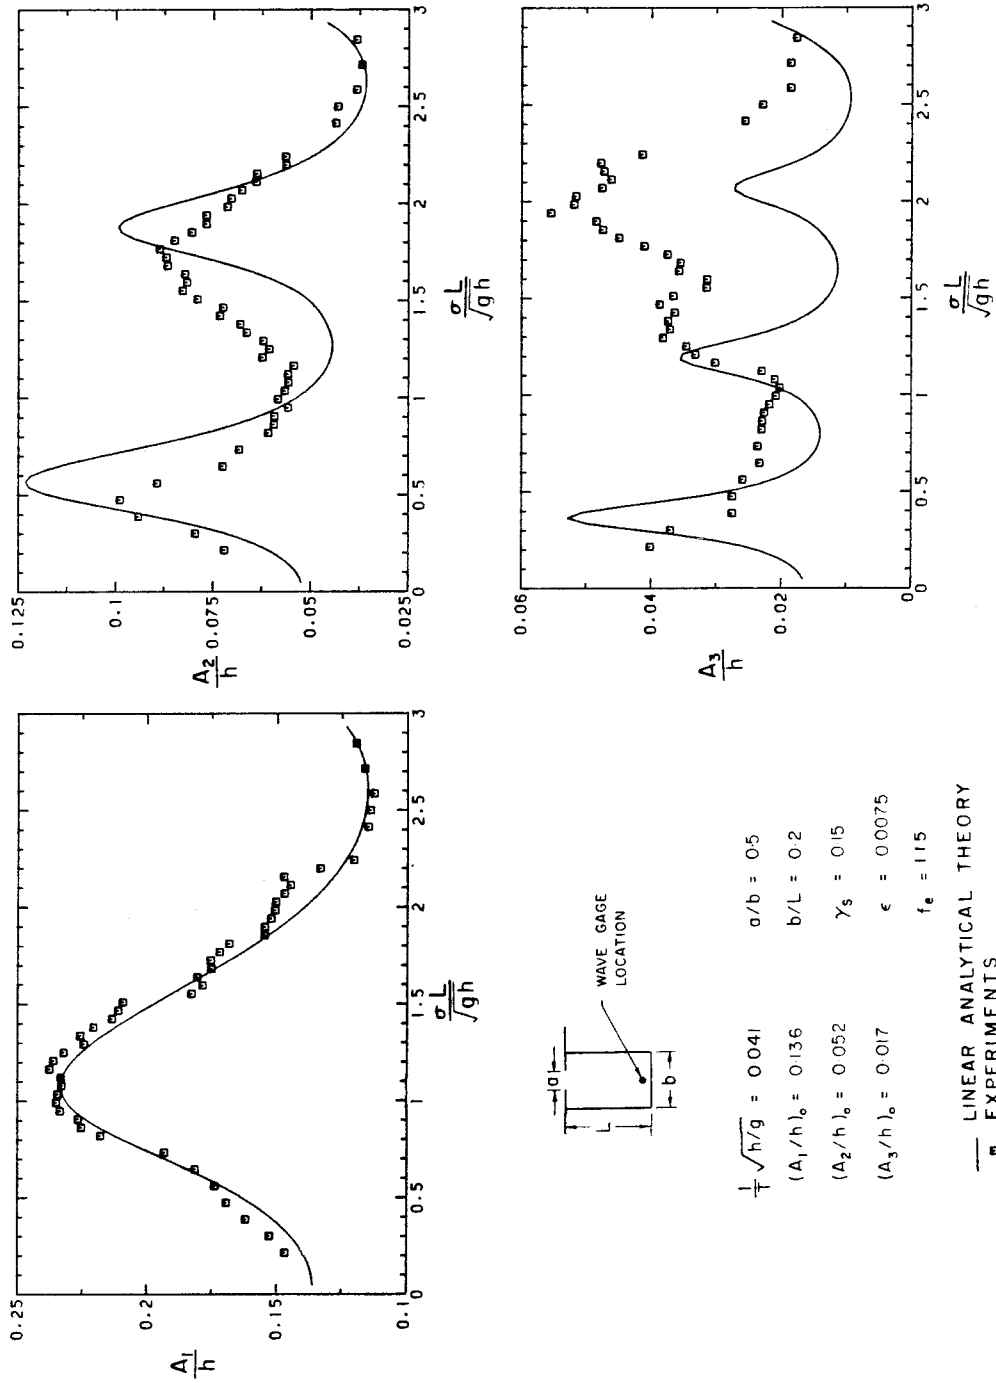 0.25
0.2
0.15
0.1
A₁/h
0 0.5 1 1.5 2 2.5 3
σL/√gh
0.125
0.1
0.075
0.05
0.025
A₂/h
0 0.5 1 1.5 2 2.5 3
σL/√gh
a
L
b
WAVE GAGE
LOCATION
1/T √h/g = 0.041 a/b = 0.5
(A₁/h)₀ = 0.136 b/L = 0.2
(A₂/h)₀ = 0.052 γs = 0.15
(A₃/h)₀ = 0.017 ϵ = 0.0075
fe = 1.15
— LINEAR ANALYTICAL THEORY
EXPERIMENTS
0.06
0.04
0.02
0
A₃/h
0 0.5 1 1.5 2 2.5 3
σL/√gh